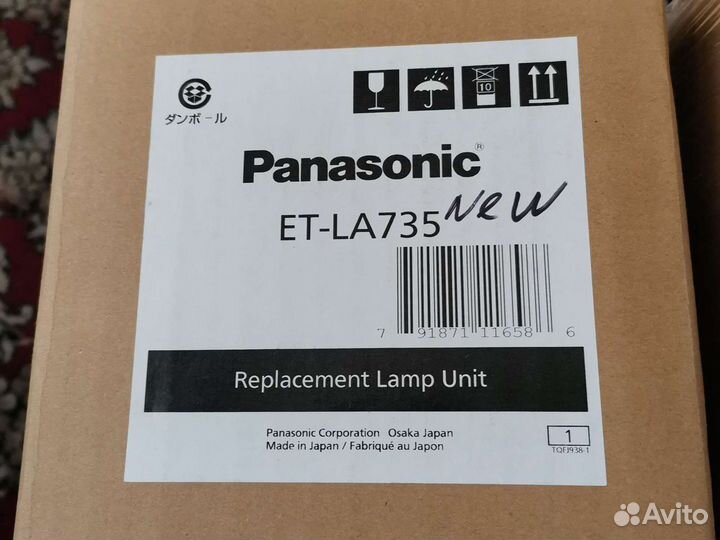 ダンボール
10
Panasonic®
ET-LA735 New
7 91871 11658 6
Replacement Lamp Unit
Panasonic Corporation Osaka Japan
Made in Japan / Fabriqué au Japon
1
TQFJ938-1
Avito